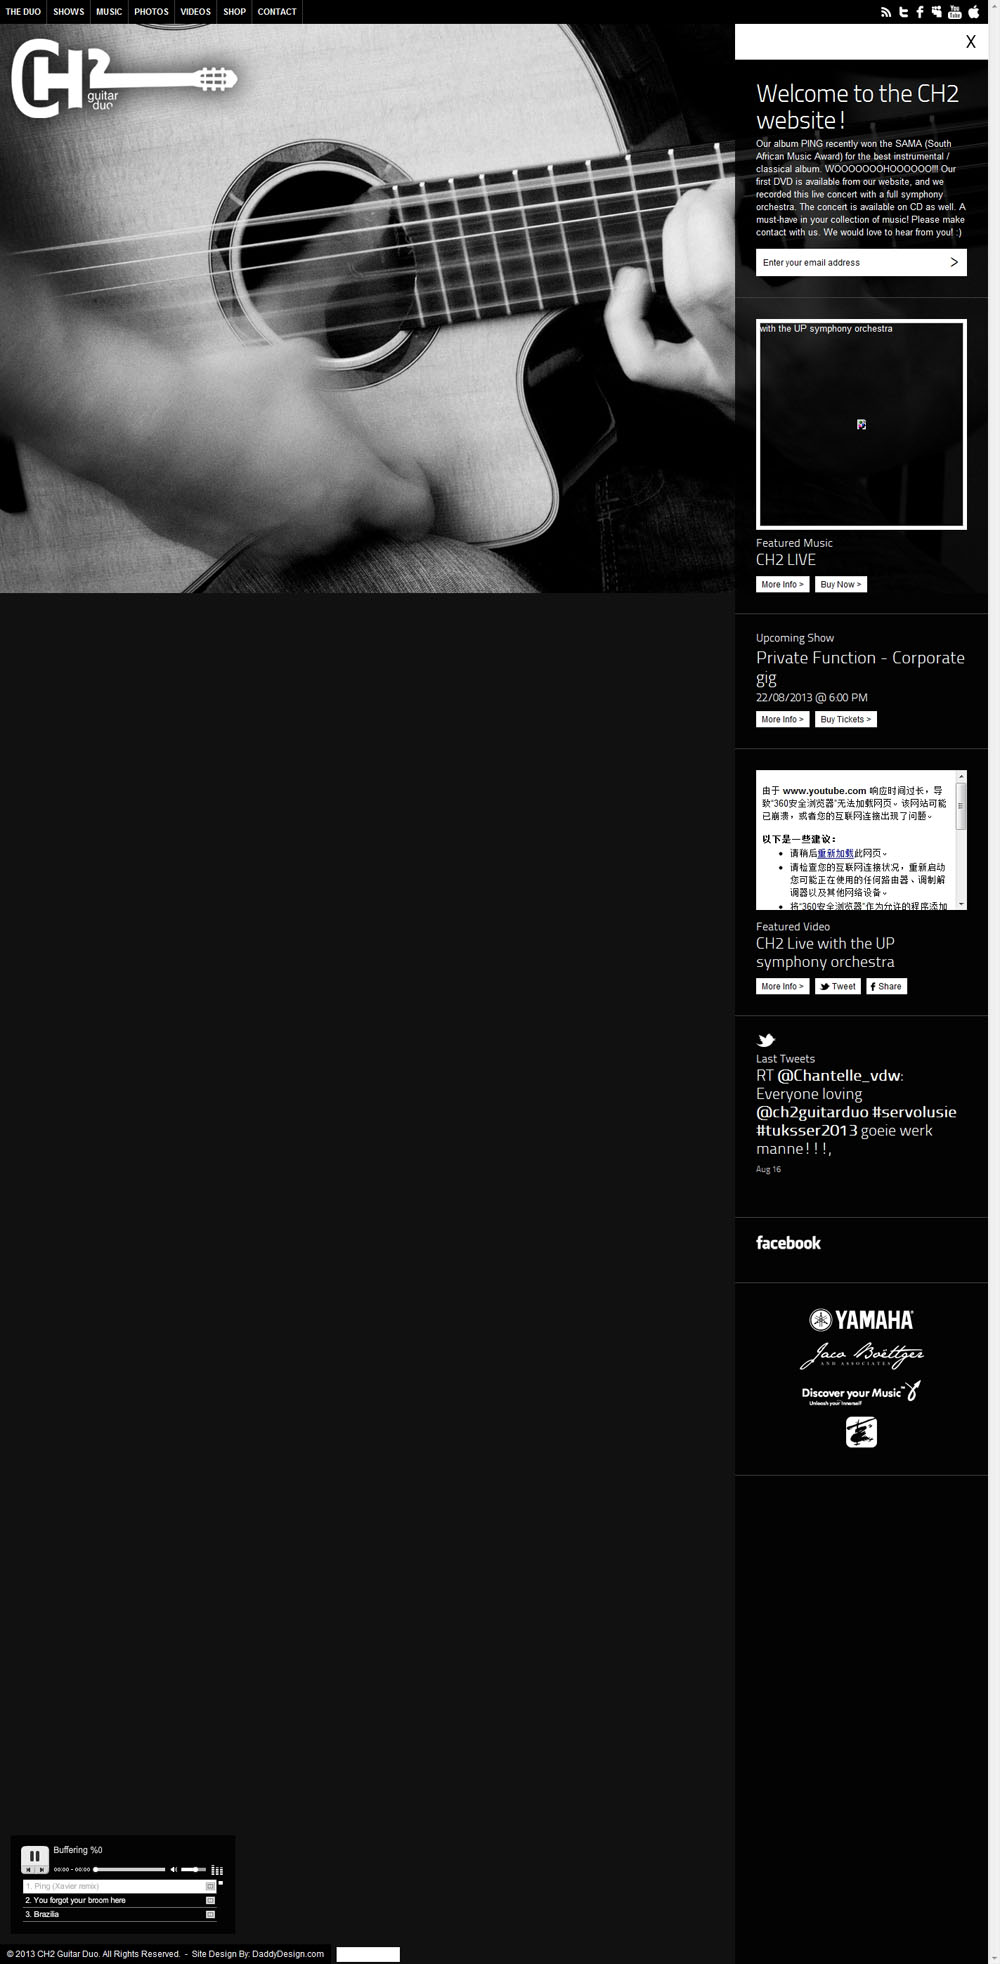 THE DUO SHOWS MUSIC PHOTOS VIDEOS SHOP CONTACT
You Tube
CH2
guitar
duo
X
Welcome to the CH2
website!
Our album PING recently won the SAMA (South
African Music Award) for the best instrumental /
classical album. WOOOOOOHOOOOOO!!! Our
first DVD is available from our website, and we
recorded this live concert with a full symphony
orchestra. The concert is available on CD as well. A
must-have in your collection of music! Please make
contact with us. We would love to hear from you! :)
Enter your email address >
with the UP symphony orchestra
Featured Music
CH2 LIVE
More Info > Buy Now >
Upcoming Show
Private Function - Corporate
gig
22/08/2013 @ 6:00 PM
More Info > Buy Tickets >
由于 www.youtube.com 响应时间过长，导
致"360安全浏览器"无法加载网页。该网站可能
已崩溃，或者您的互联网连接出现了问题。
以下是一些建议：
请稍后重新加载此网页。
请检查您的互联网连接状况，重新启动
您可能正在使用的任何路由器、调制解
调器以及其他网络设备。
将"360安全浏览器"作为允许的程序添加
Featured Video
CH2 Live with the UP
symphony orchestra
More Info > Tweet Share
Last Tweets
RT @Chantelle_vdw:
Everyone loving
@ch2guitarduo #servolusie
#tuksser2013 goeie werk
manne!!!,
Aug 16
facebook
YAMAHA
Jaco Boëttger
AND ASSOCIATES
Discover your Music™
Unleash your Innerself
Buffering %0
00:00 - 00:00
1. Ping (Xavier remix)
2. You forgot your broom here
3. Brazilia
© 2013 CH2 Guitar Duo. All Rights Reserved. - Site Design By: DaddyDesign.com